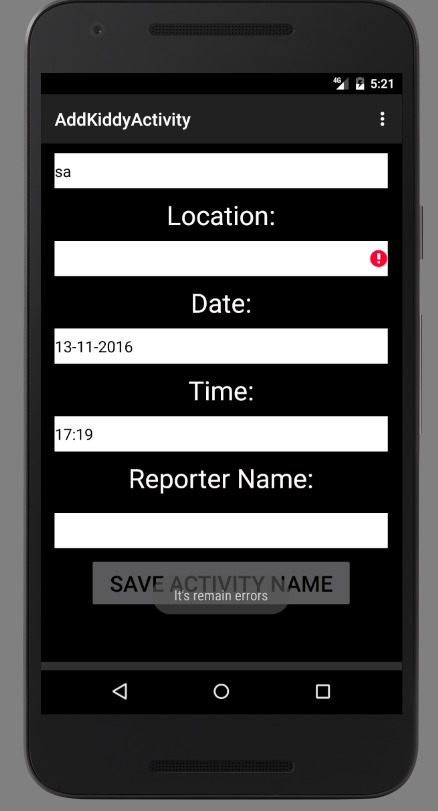 4G 5:21
AddKiddyActivity
sa
Location:
Date:
13-11-2016
Time:
17:19
Reporter Name:
SAVE ACTIVITY NAME
It's remain errors